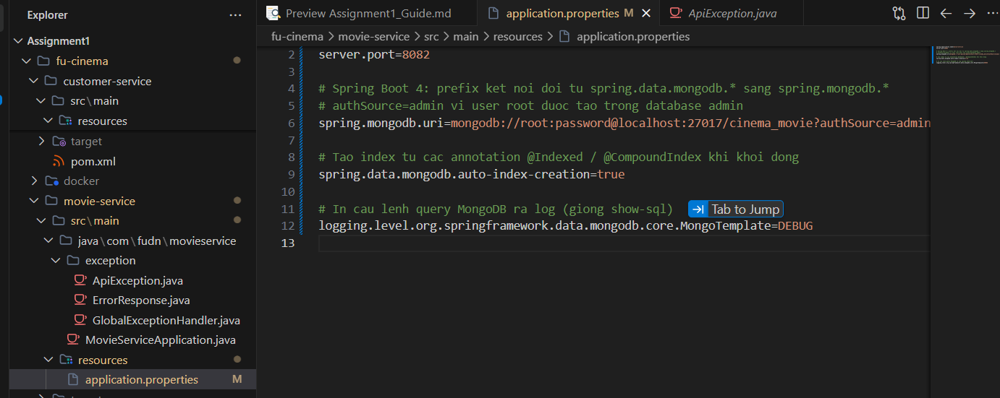 Explorer
Assignment1
fu-cinema
customer-service
src\main
resources
target
pom.xml
docker
movie-service
src\main
java\com\fudn\movieservice
exception
ApiException.java
ErrorResponse.java
GlobalExceptionHandler.java
MovieServiceApplication.java
resources
application.properties M
Preview Assignment1_Guide.md
application.properties M
ApiException.java
fu-cinema > movie-service > src > main > resources > application.properties
2 server.port=8082
3
4 # Spring Boot 4: prefix ket noi doi tu spring.data.mongodb.* sang spring.mongodb.*
5 # authSource=admin vi user root duoc tao trong database admin
6 spring.mongodb.uri=mongodb://root:password@localhost:27017/cinema_movie?authSource=admin
7
8 # Tao index tu cac annotation @Indexed / @CompoundIndex khi khoi dong
9 spring.data.mongodb.auto-index-creation=true
10
11 # In cau lenh query MongoDB ra log (giong show-sql) Tab to Jump
12 logging.level.org.springframework.data.mongodb.core.MongoTemplate=DEBUG
13